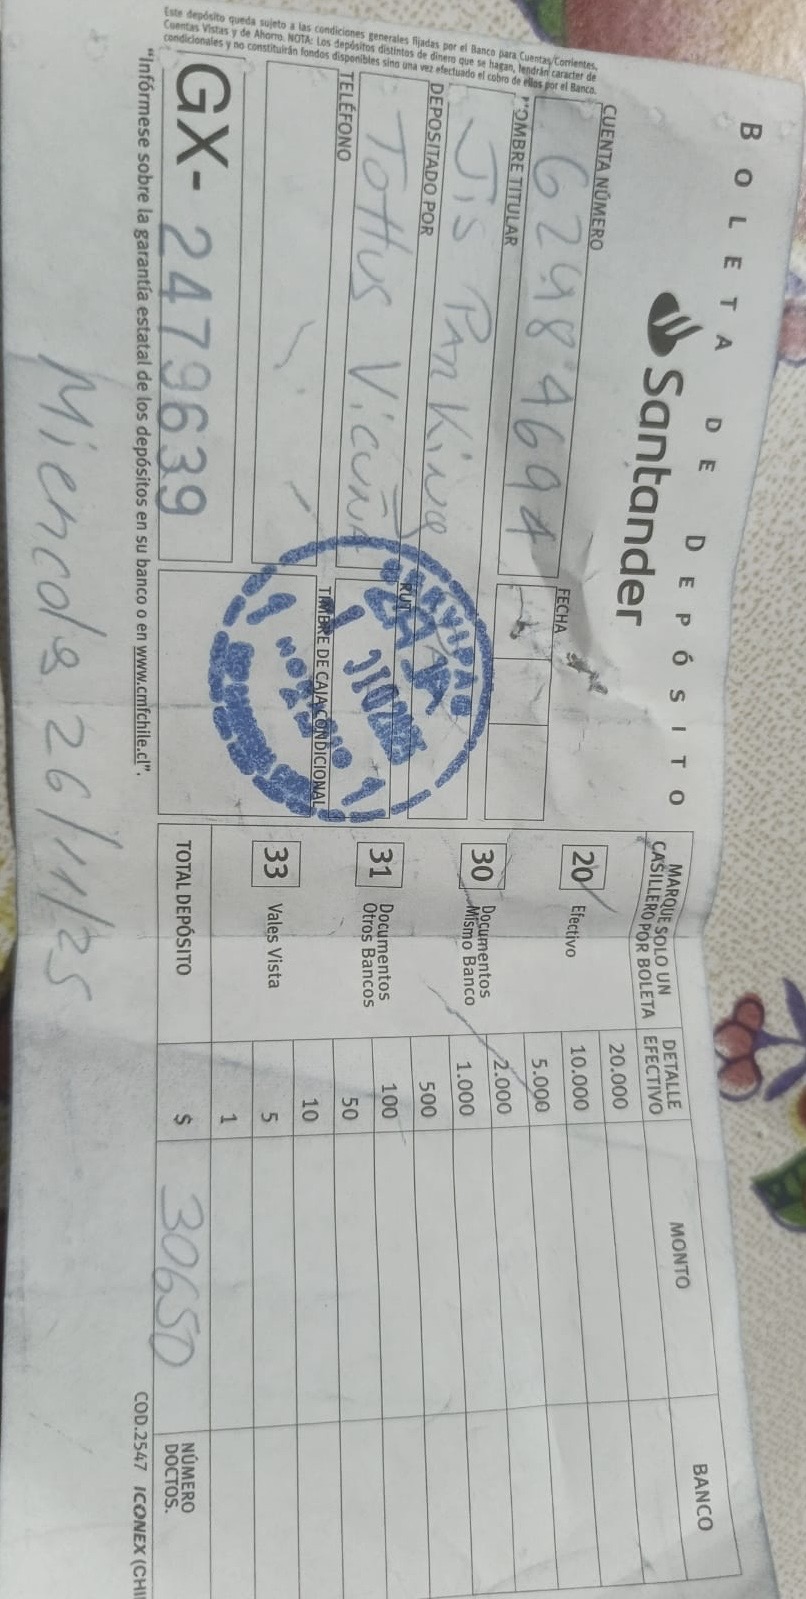 BOLETA DE DEPÓSITO
Santander
CUENTA NÚMERO
62484694
FECHA
NOMBRE TITULAR
Jis Parking
DEPOSITADO POR
Tottus Vicuña
RUT
TELÉFONO
TIMBRE DE CAJA CONDICIONAL
CAJA
GX- 2479639
Este depósito queda sujeto a las condiciones generales fijadas por el Banco para Cuentas Corrientes,
Cuentas Vistas y de Ahorro. NOTA: Los depósitos distintos de dinero que se hagan, tendrán caracter de
condicionales y no constituirán fondos disponibles sino una vez efectuado el cobro de ellos por el Banco.
"Infórmese sobre la garantía estatal de los depósitos en su banco o en www.cmfchile.cl".
MARQUE SOLO UN
CASILLERO POR BOLETA
20 Efectivo
30 Documentos
Mismo Banco
31 Documentos
Otros Bancos
33 Vales Vista
DETALLE
EFECTIVO
MONTO
BANCO
20.000
10.000
5.000
2.000
1.000
500
100
50
10
5
1
TOTAL DEPÓSITO
$
30650
NÚMERO
DOCTOS.
COD.2547 ICONEX (CHI
26/11/25